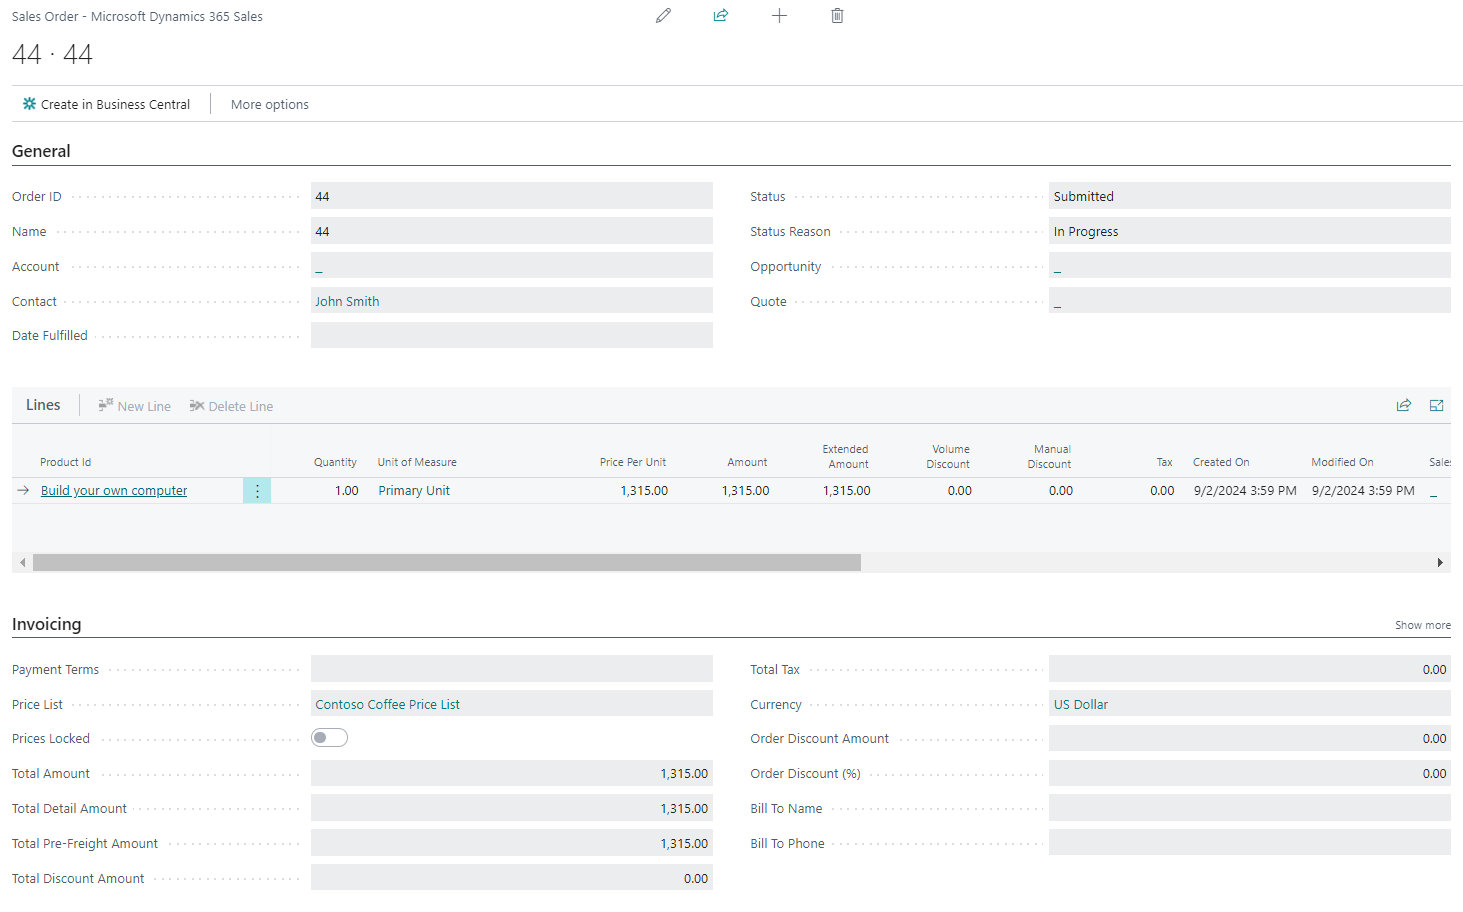 Sales Order - Microsoft Dynamics 365 Sales
44 · 44
Create in Business Central More options
General
Order ID 44
Name 44
Account _
Contact John Smith
Date Fulfilled
Status Submitted
Status Reason In Progress
Opportunity _
Quote _
Lines New Line Delete Line
Product Id Quantity Unit of Measure Price Per Unit Amount Extended Amount Volume Discount Manual Discount Tax Created On Modified On Sales
Build your own computer 1.00 Primary Unit 1,315.00 1,315.00 1,315.00 0.00 0.00 0.00 9/2/2024 3:59 PM 9/2/2024 3:59 PM _
Invoicing Show more
Payment Terms
Price List Contoso Coffee Price List
Prices Locked
Total Amount 1,315.00
Total Detail Amount 1,315.00
Total Pre-Freight Amount 1,315.00
Total Discount Amount 0.00
Total Tax 0.00
Currency US Dollar
Order Discount Amount 0.00
Order Discount (%) 0.00
Bill To Name
Bill To Phone